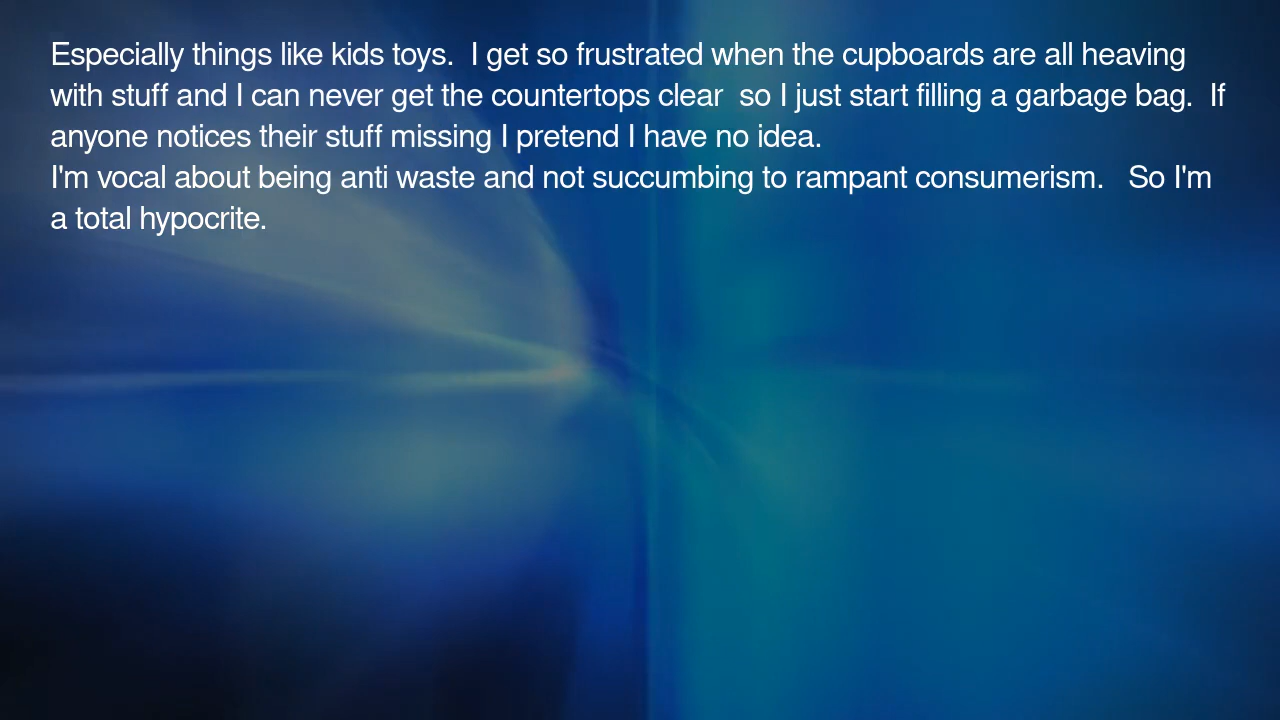 Especially things like kids toys.  I get so frustrated when the cupboards are all heaving
with stuff and I can never get the countertops clear  so I just start filling a garbage bag.  If
anyone notices their stuff missing I pretend I have no idea.
I'm vocal about being anti waste and not succumbing to rampant consumerism.   So I'm
a total hypocrite.